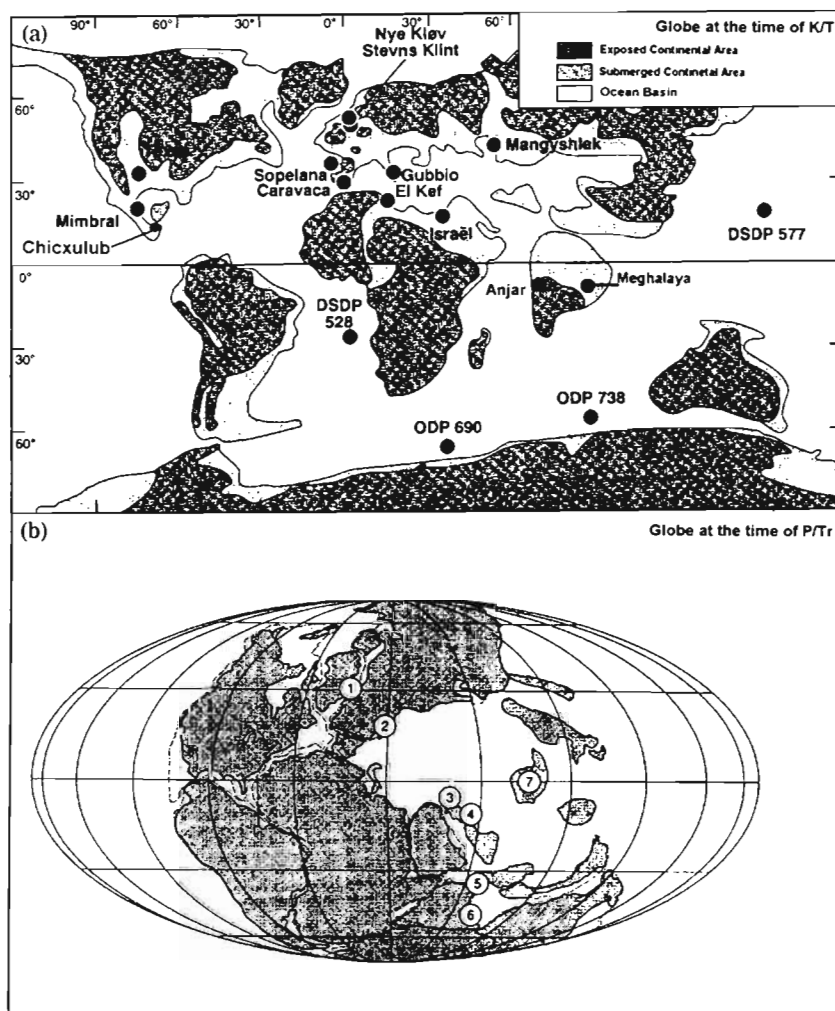 (a)
90°
60°
30°
0°
30°
60°
Nye Kløv
Stevns Klint
Globe at the time of K/T
Exposed Continental Area
Submerged Continetal Area
Ocean Basin
60°
30°
0°
30°
60°
Mangyshlek
Sopelana
Caravaca
Gubbio
El Kef
Mimbral
Chicxulub
Israël
DSDP 577
Anjar
Meghalaya
DSDP
528
ODP 738
ODP 690
(b)
Globe at the time of P/Tr
1
2
3
4
5
6
7